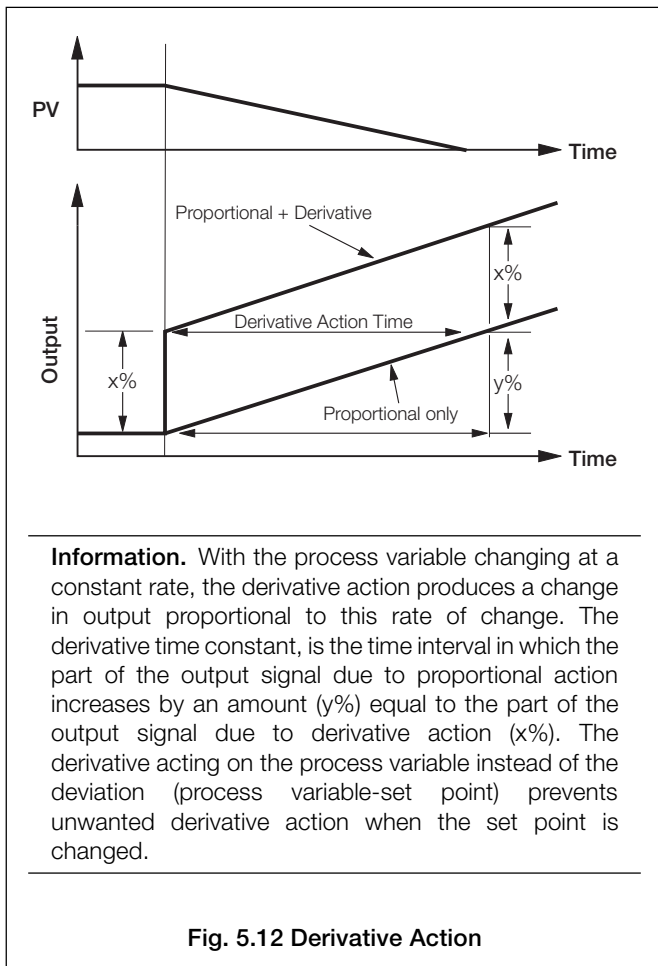 PV
Time
Proportional + Derivative
x%
Derivative Action Time
Output
x%
y%
Proportional only
Time
Information. With the process variable changing at a
constant rate, the derivative action produces a change
in output proportional to this rate of change. The
derivative time constant, is the time interval in which the
part of the output signal due to proportional action
increases by an amount (y%) equal to the part of the
output signal due to derivative action (x%). The
derivative acting on the process variable instead of the
deviation (process variable-set point) prevents
unwanted derivative action when the set point is
changed.
Fig. 5.12 Derivative Action